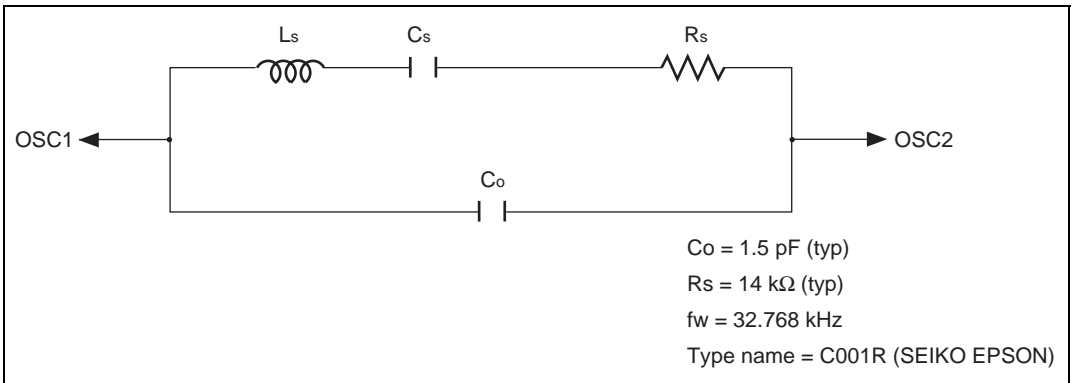 Ls Cs Rs
OSC1 OSC2
Co
Co = 1.5 pF (typ)
Rs = 14 kΩ (typ)
fw = 32.768 kHz
Type name = C001R (SEIKO EPSON)